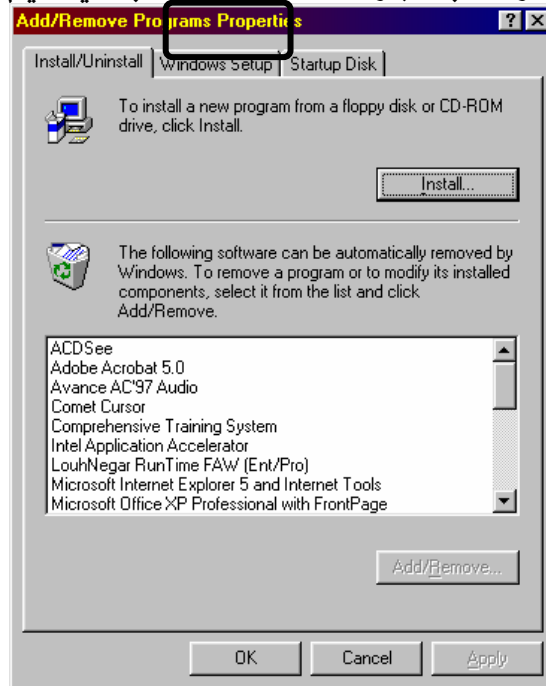 Add/Remove Programs Properties
Install/Uninstall Windows Setup Startup Disk
To install a new program from a floppy disk or CD-ROM
drive, click Install.
Install...
The following software can be automatically removed by
Windows. To remove a program or to modify its installed
components, select it from the list and click
Add/Remove.
ACDSee
Adobe Acrobat 5.0
Avance AC'97 Audio
Comet Cursor
Comprehensive Training System
Intel Application Accelerator
LouhNegar RunTime FAW (Ent/Pro)
Microsoft Internet Explorer 5 and Internet Tools
Microsoft Office XP Professional with FrontPage
Add/Remove...
OK Cancel Apply